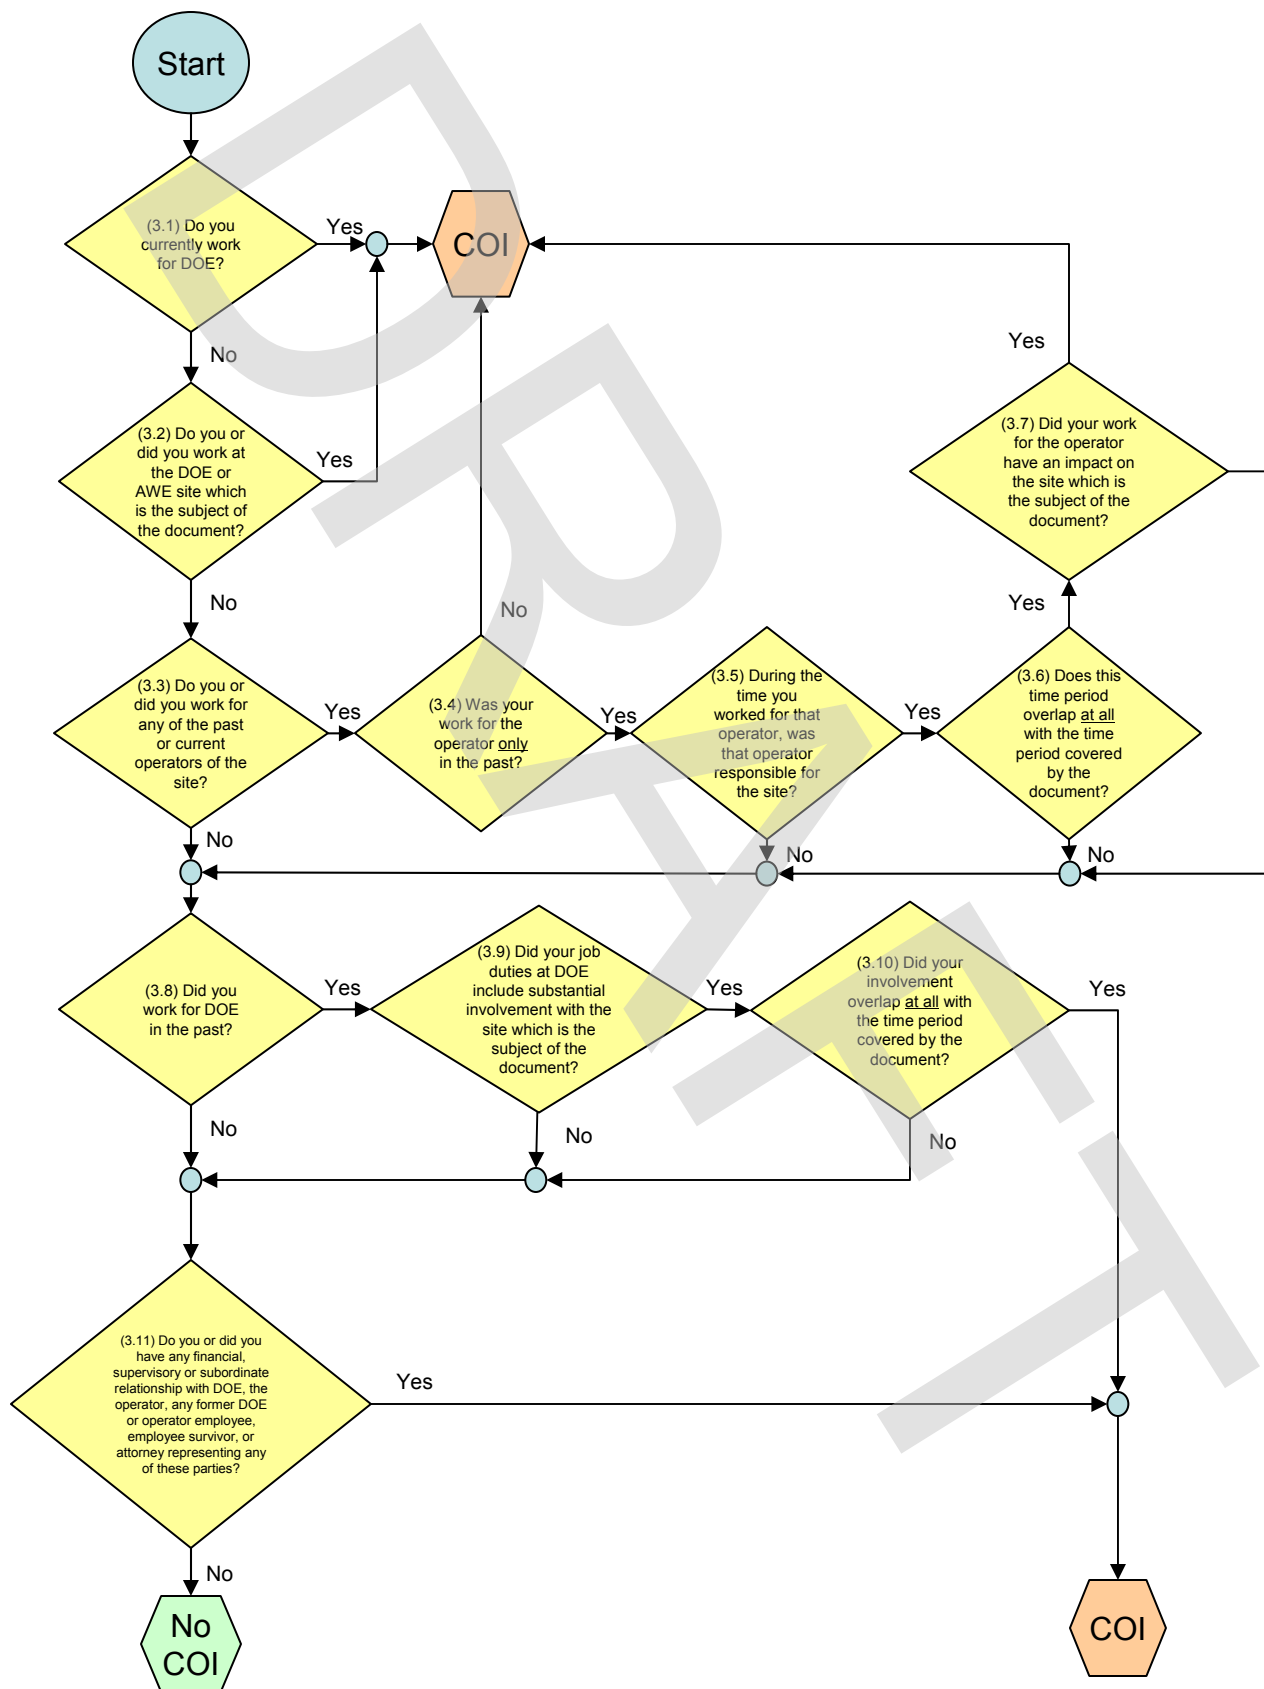 Start
(3.1) Do you
currently work
for DOE?
Yes
COI
No
(3.2) Do you or
did you work at
the DOE or
AWE site which
is the subject of
the document?
Yes
No
(3.7) Did your work
for the operator
have an impact on
the site which is
the subject of the
document?
Yes
(3.3) Do you or
did you work for
any of the past
or current
operators of the
site?
Yes
No
(3.4) Was your
work for the
operator only
in the past?
No
Yes
(3.5) During the
time you
worked for that
operator, was
that operator
responsible for
the site?
Yes
No
(3.6) Does this
time period
overlap at all
with the time
period covered
by the
document?
Yes
No
(3.8) Did you
work for DOE
in the past?
Yes
No
(3.9) Did your job
duties at DOE
include substantial
involvement with the
site which is the
subject of the
document?
Yes
No
(3.10) Did your
involvement
overlap at all with
the time period
covered by the
document?
Yes
No
(3.11) Do you or did you
have any financial,
supervisory or subordinate
relationship with DOE, the
operator, any former DOE
or operator employee,
employee survivor, or
attorney representing any
of these parties?
Yes
No
No
COI
COI
DRAFT